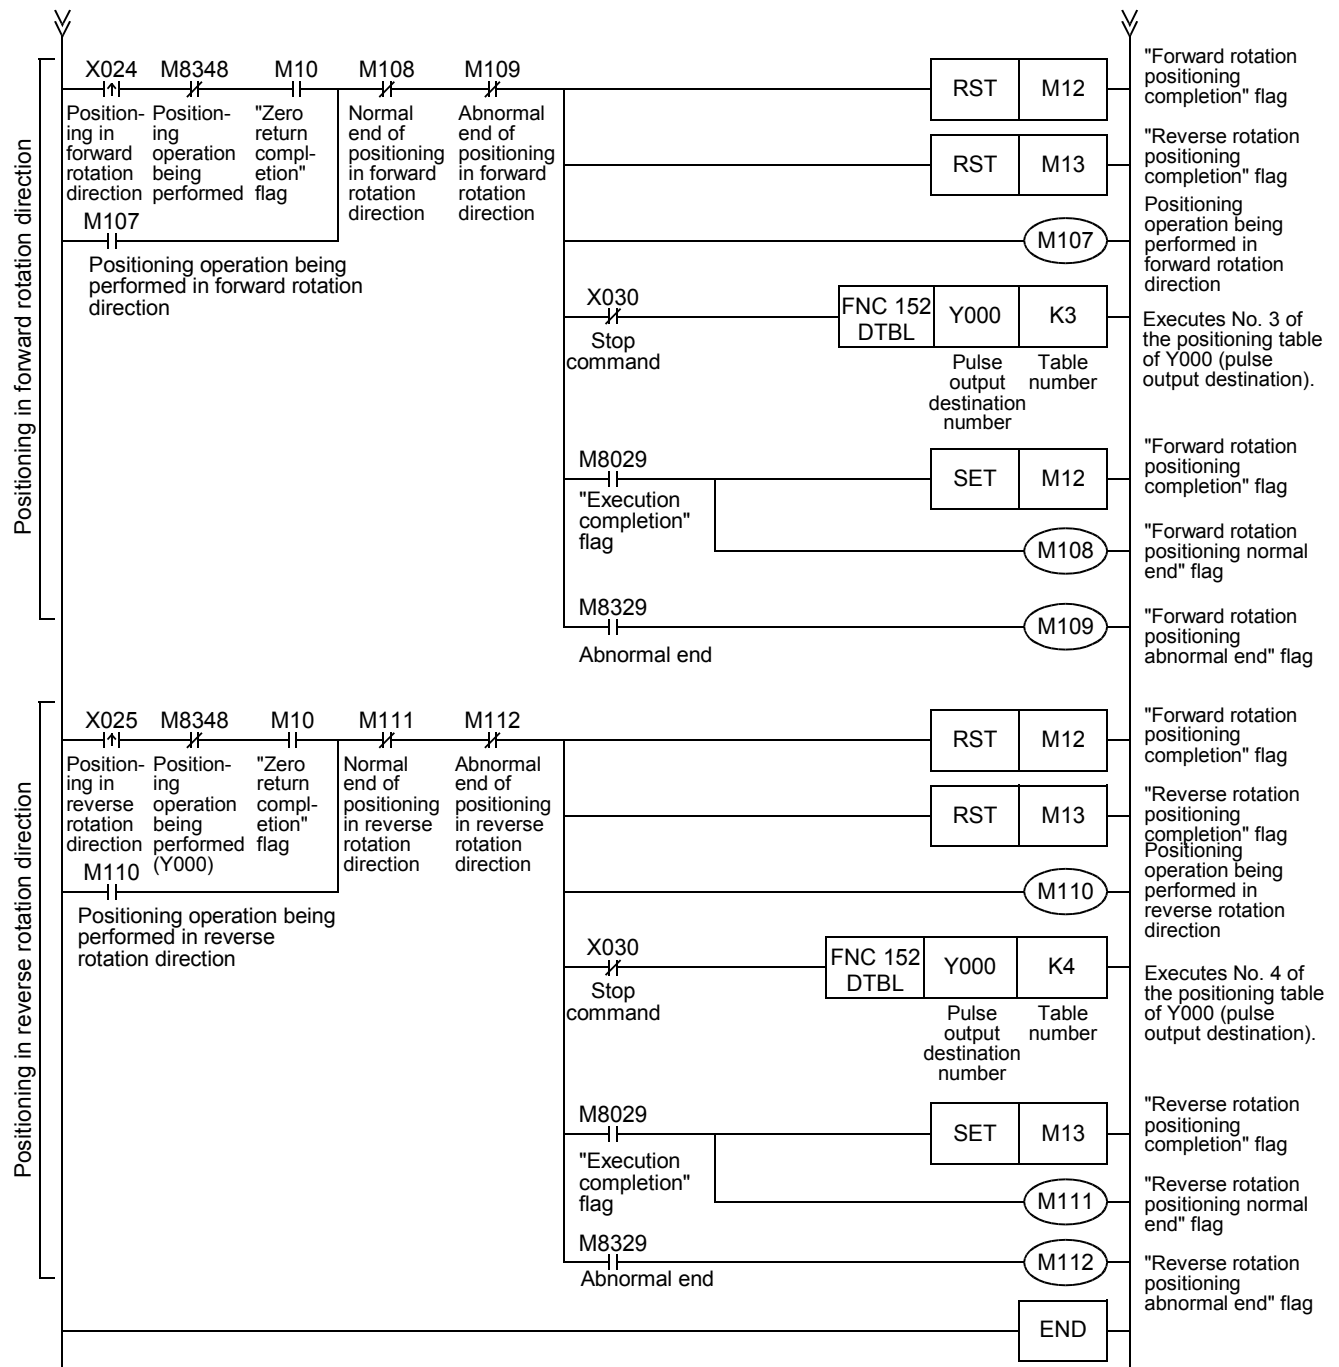 Positioning in forward rotation direction
X024 M8348 M10 M108 M109
Position-
ing in
forward
rotation
direction
Position-
ing
operation
being
performed
"Zero
return
compl-
etion"
flag
Normal
end of
positioning
in forward
rotation
direction
Abnormal
end of
positioning
in forward
rotation
direction
RST M12
"Forward rotation
positioning
completion" flag
RST M13
"Reverse rotation
positioning
completion" flag
M107
Positioning operation being
performed in forward rotation
direction
M107
Positioning
operation being
performed in
forward rotation
direction
X030
Stop
command
FNC 152
DTBL
Y000
K3
Pulse
output
destination
number
Table
number
Executes No. 3 of
the positioning table
of Y000 (pulse
output destination).
M8029
"Execution
completion"
flag
SET M12
"Forward rotation
positioning
completion" flag
M108
"Forward rotation
positioning normal
end" flag
M8329
Abnormal end
M109
"Forward rotation
positioning
abnormal end" flag
Positioning in reverse rotation direction
X025 M8348 M10 M111 M112
Position-
ing in
reverse
rotation
direction
Position-
ing
operation
being
performed
(Y000)
"Zero
return
compl-
etion"
flag
Normal
end of
positioning
in reverse
rotation
direction
Abnormal
end of
positioning
in reverse
rotation
direction
RST M12
"Forward rotation
positioning
completion" flag
RST M13
"Reverse rotation
positioning
completion" flag
M110
Positioning operation being
performed in reverse
rotation direction
M110
Positioning
operation being
performed in
reverse rotation
direction
X030
Stop
command
FNC 152
DTBL
Y000
K4
Pulse
output
destination
number
Table
number
Executes No. 4 of
the positioning table
of Y000 (pulse
output destination).
M8029
"Execution
completion"
flag
SET M13
"Reverse rotation
positioning
completion" flag
M111
"Reverse rotation
positioning normal
end" flag
M8329
Abnormal end
M112
"Reverse rotation
positioning
abnormal end" flag
END